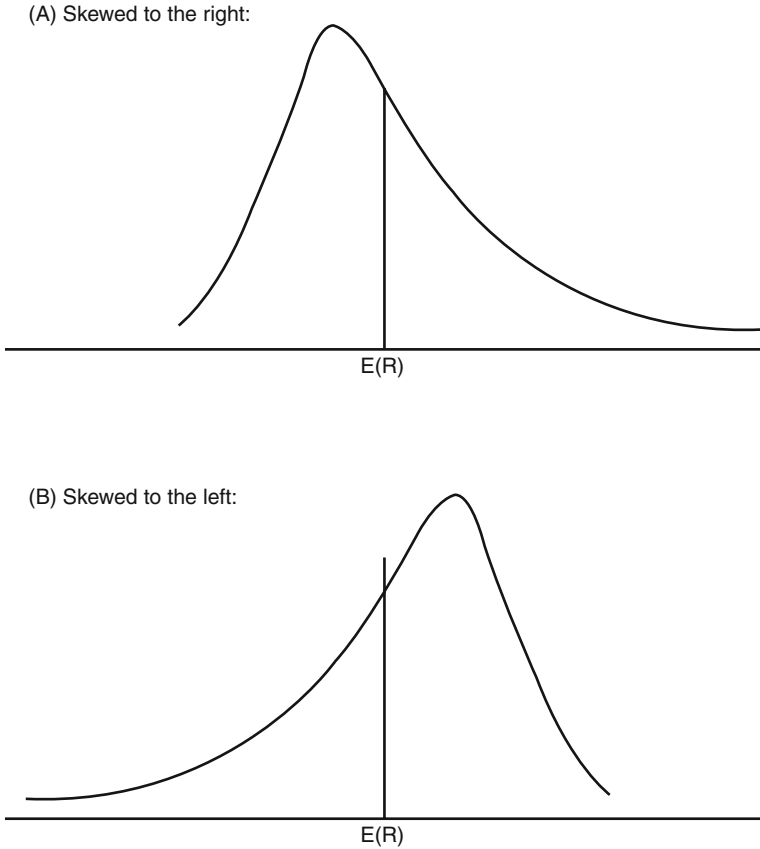 (A) Skewed to the right:
E(R)
(B) Skewed to the left:
E(R)